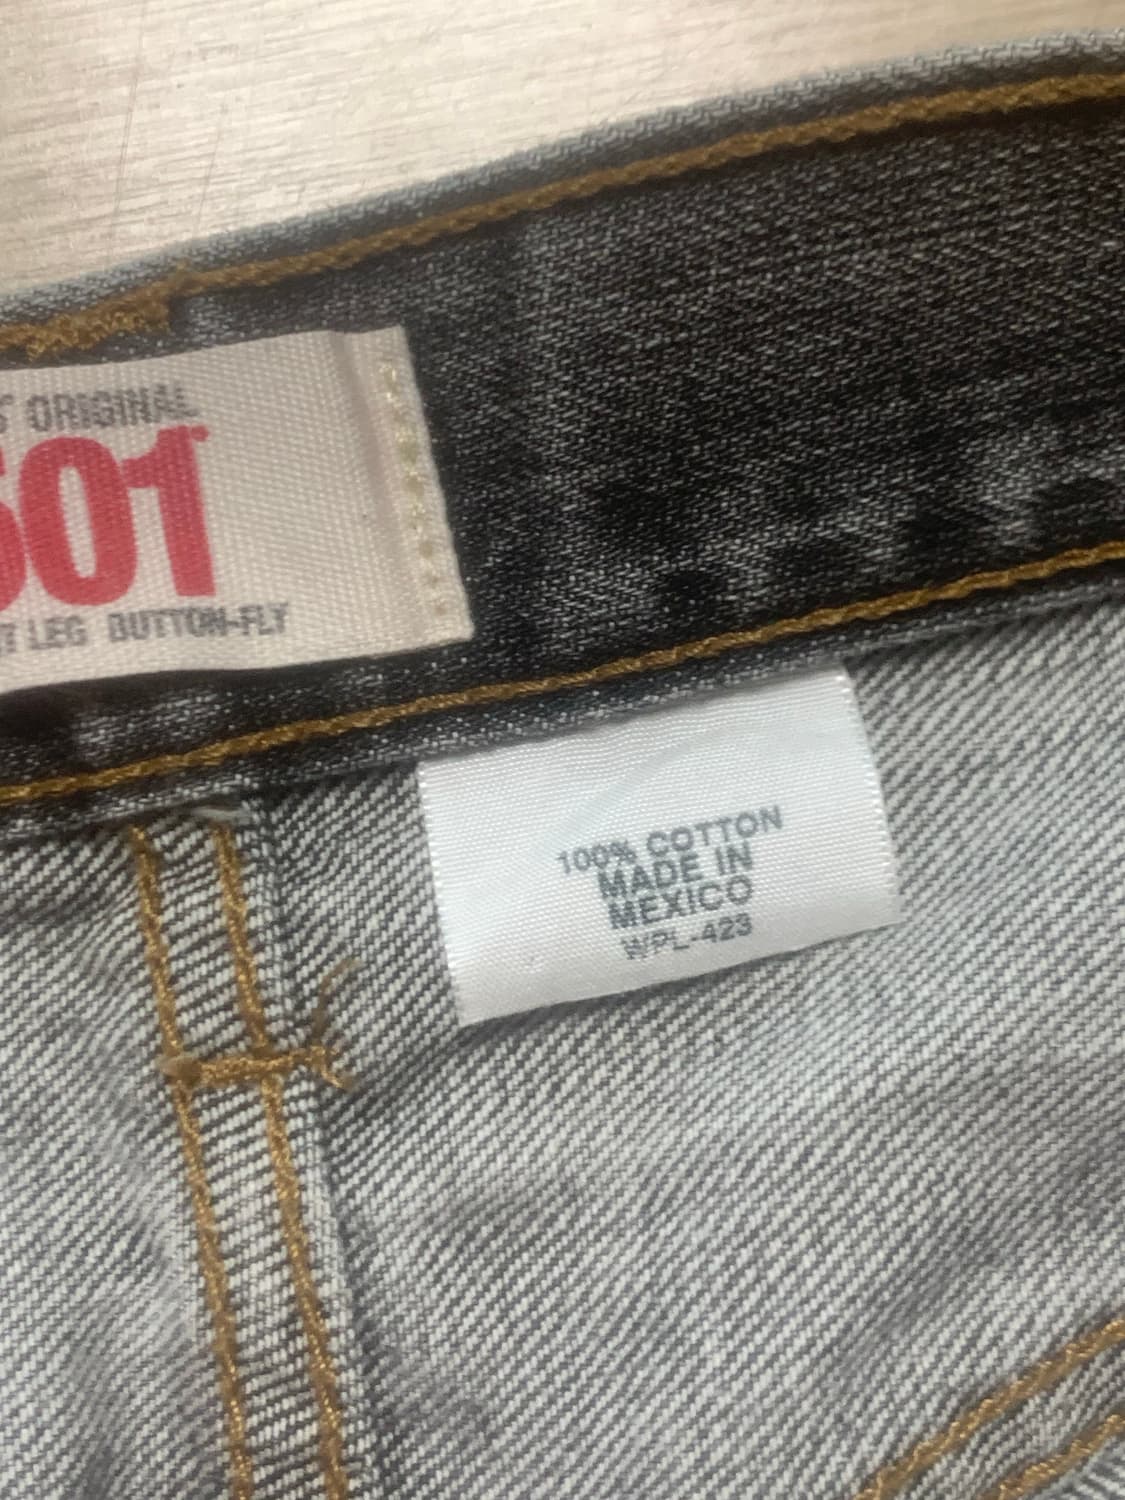 ORIGINAL
501
LEG BUTTON-FLY
100% COTTON
MADE IN
MEXICO
WPL-423